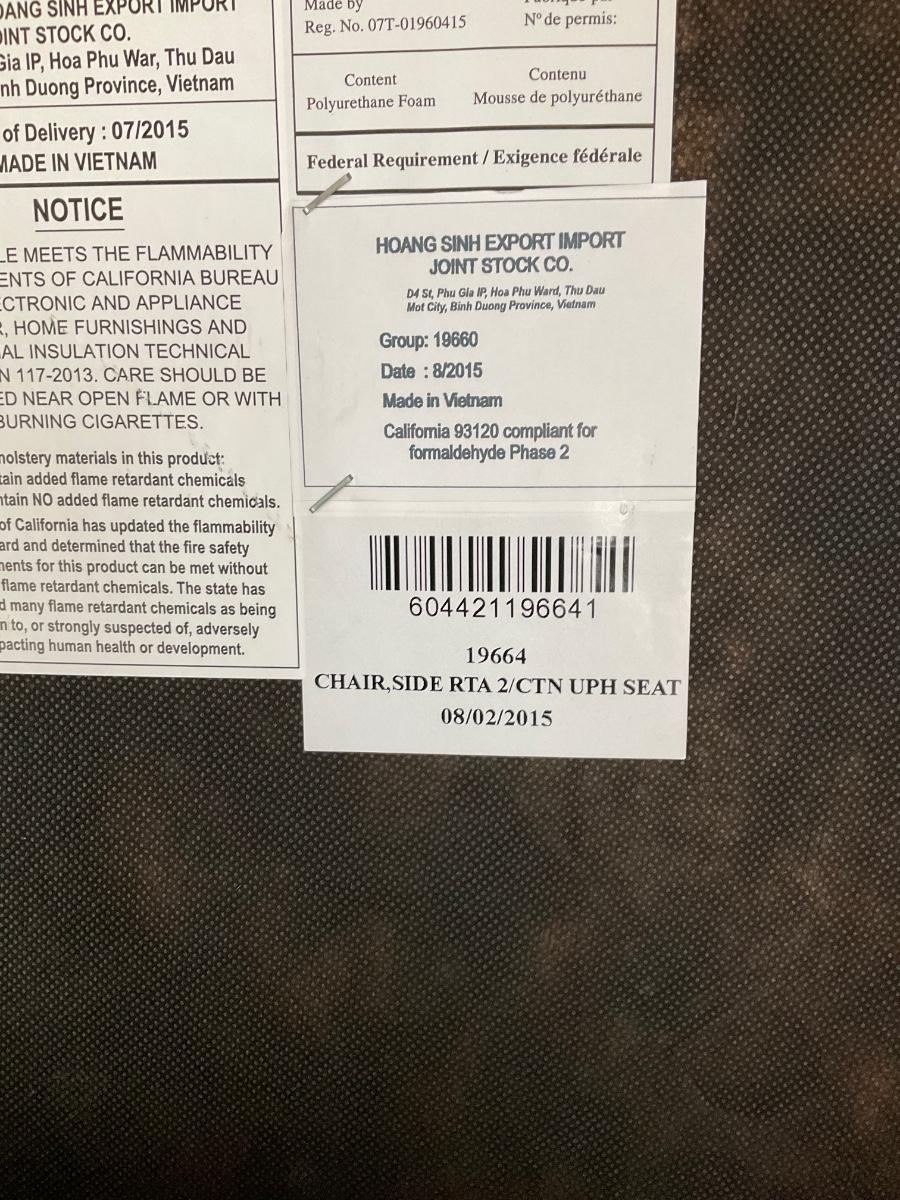 OANG SINH EXPORT IMPORT
OINT STOCK CO.
Gia IP, Hoa Phu War, Thu Dau
nh Duong Province, Vietnam
of Delivery : 07/2015
MADE IN VIETNAM
NOTICE
LE MEETS THE FLAMMABILITY
ENTS OF CALIFORNIA BUREAU
ECTRONIC AND APPLIANCE
R, HOME FURNISHINGS AND
AL INSULATION TECHNICAL
N 117-2013. CARE SHOULD BE
ED NEAR OPEN FLAME OR WITH
BURNING CIGARETTES.
holstery materials in this product:
tain added flame retardant chemicals
ntain NO added flame retardant chemicals.
of California has updated the flammability
ard and determined that the fire safety
ments for this product can be met without
flame retardant chemicals. The state has
d many flame retardant chemicals as being
n to, or strongly suspected of, adversely
pacting human health or development.
Made by
Reg. No. 07T-01960415
N° de permis:
Content
Contenu
Polyurethane Foam
Mousse de polyuréthane
Federal Requirement / Exigence fédérale
HOANG SINH EXPORT IMPORT
JOINT STOCK CO.
D4 St, Phu Gia IP, Hoa Phu Ward, Thu Dau
Mot City, Binh Duong Province, Vietnam
Group: 19660
Date : 8/2015
Made in Vietnam
California 93120 compliant for
formaldehyde Phase 2
604421196641
19664
CHAIR,SIDE RTA 2/CTN UPH SEAT
08/02/2015